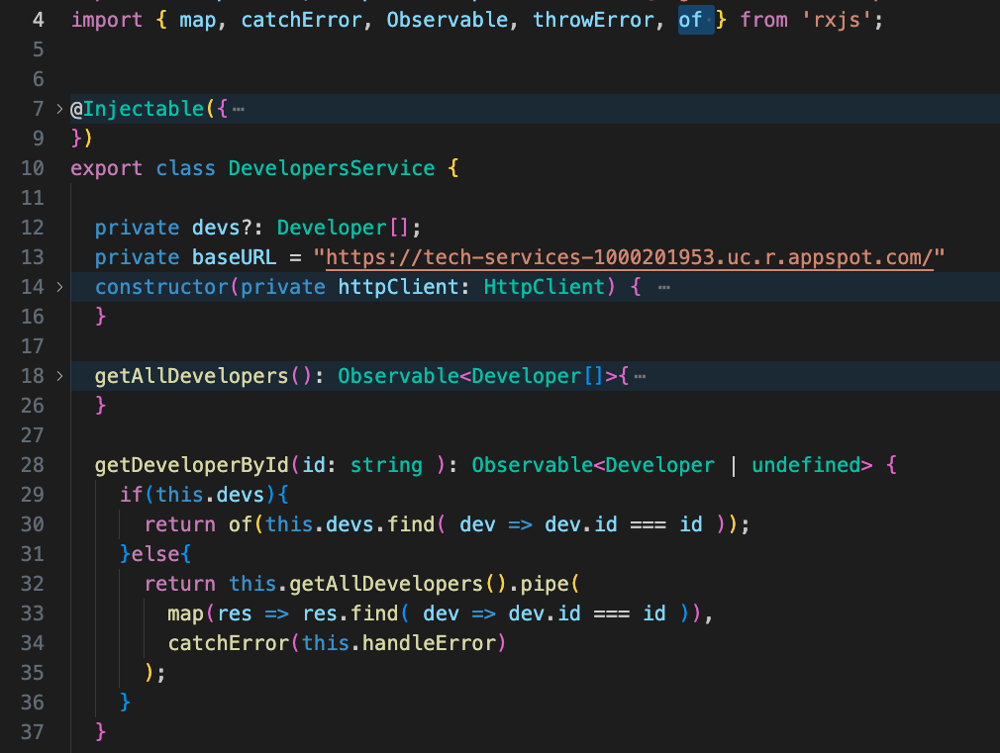 4 import { map, catchError, Observable, throwError, of } from 'rxjs';
5
6
7 @Injectable({…
9 })
10 export class DevelopersService {
11
12 private devs?: Developer[];
13 private baseURL = "https://tech-services-1000201953.uc.r.appspot.com/"
14 constructor(private httpClient: HttpClient) { …
16 }
17
18 getAllDevelopers(): Observable<Developer[]>{…
26 }
27
28 getDeveloperById(id: string ): Observable<Developer | undefined> {
29 if(this.devs){
30 return of(this.devs.find( dev => dev.id === id ));
31 }else{
32 return this.getAllDevelopers().pipe(
33 map(res => res.find( dev => dev.id === id )),
34 catchError(this.handleError)
35 );
36 }
37 }